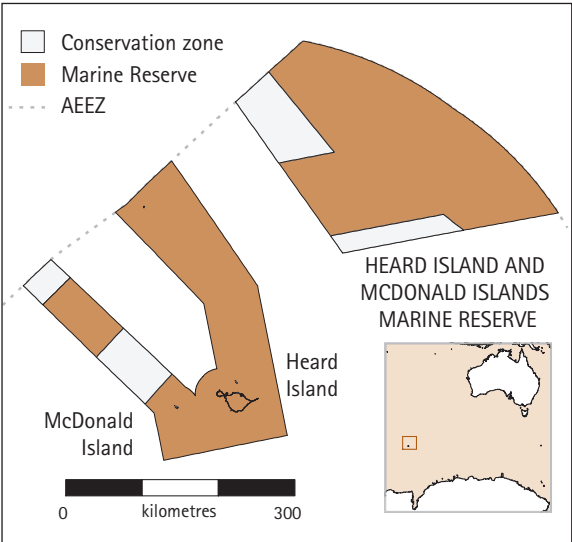 Conservation zone
Marine Reserve
AEEZ
HEARD ISLAND AND
MCDONALD ISLANDS
MARINE RESERVE
Heard
Island
McDonald
Island
0 kilometres 300